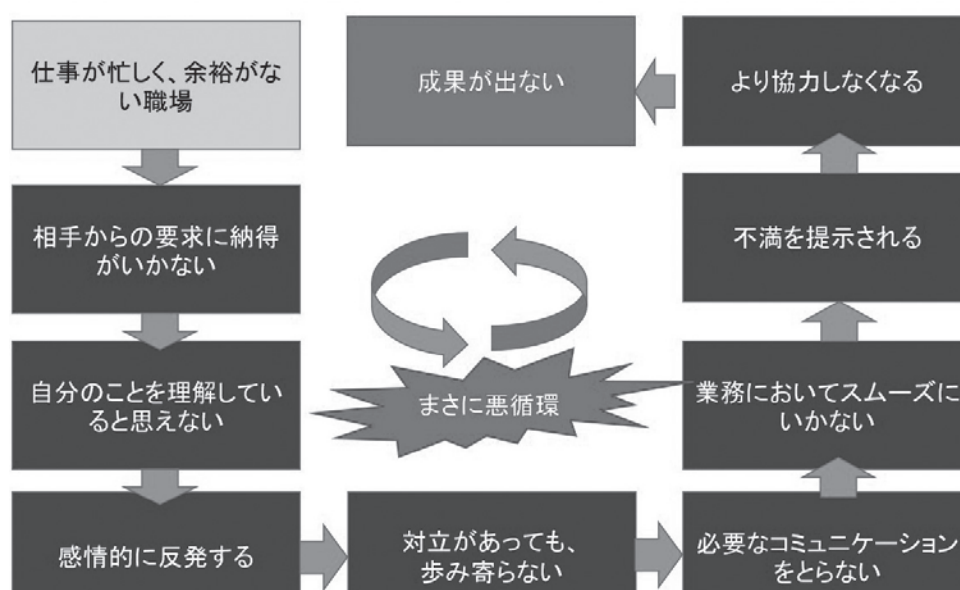 仕事が忙しく、余裕がな
い職場
相手からの要求に納得
がいかない
自分のことを理解してい
ると思えない
感情的に反発する
対立があっても、
歩み寄らない
必要なコミュニケーション
をとらない
業務においてスムーズに
いかない
不満を提示される
より協力しなくなる
成果が出ない
まさに悪循環